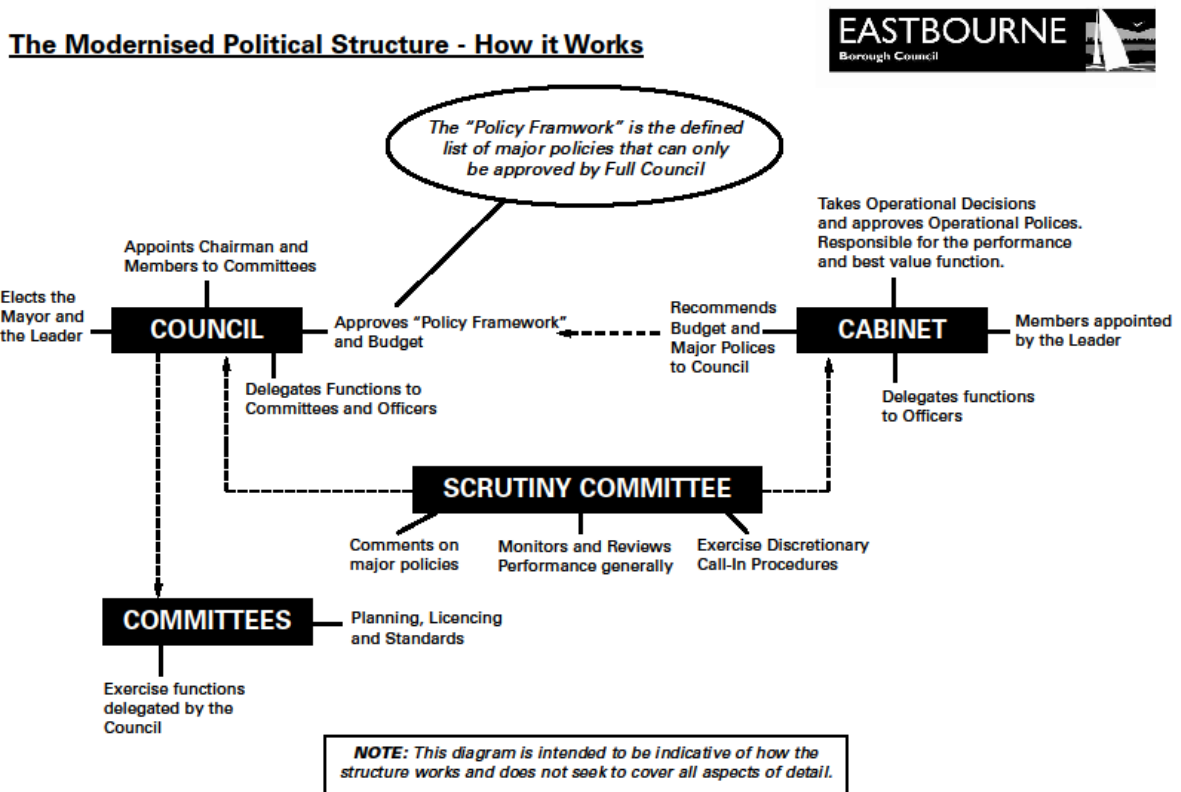 The Modernised Political Structure - How it Works
EASTBOURNE
Borough Council
The "Policy Framwork" is the defined
list of major policies that can only
be approved by Full Council
Takes Operational Decisions
and approves Operational Polices.
Responsible for the performance
and best value function.
Appoints Chairman and
Members to Committees
Elects the
Mayor and
the Leader
COUNCIL
Approves "Policy Framework"
and Budget
Recommends
Budget and
Major Polices
to Council
CABINET
Members appointed
by the Leader
Delegates Functions to
Committees and Officers
Delegates functions
to Officers
SCRUTINY COMMITTEE
Comments on
major policies
Monitors and Reviews
Performance generally
Exercise Discretionary
Call-In Procedures
COMMITTEES
Planning, Licencing
and Standards
Exercise functions
delegated by the
Council
NOTE: This diagram is intended to be indicative of how the
structure works and does not seek to cover all aspects of detail.